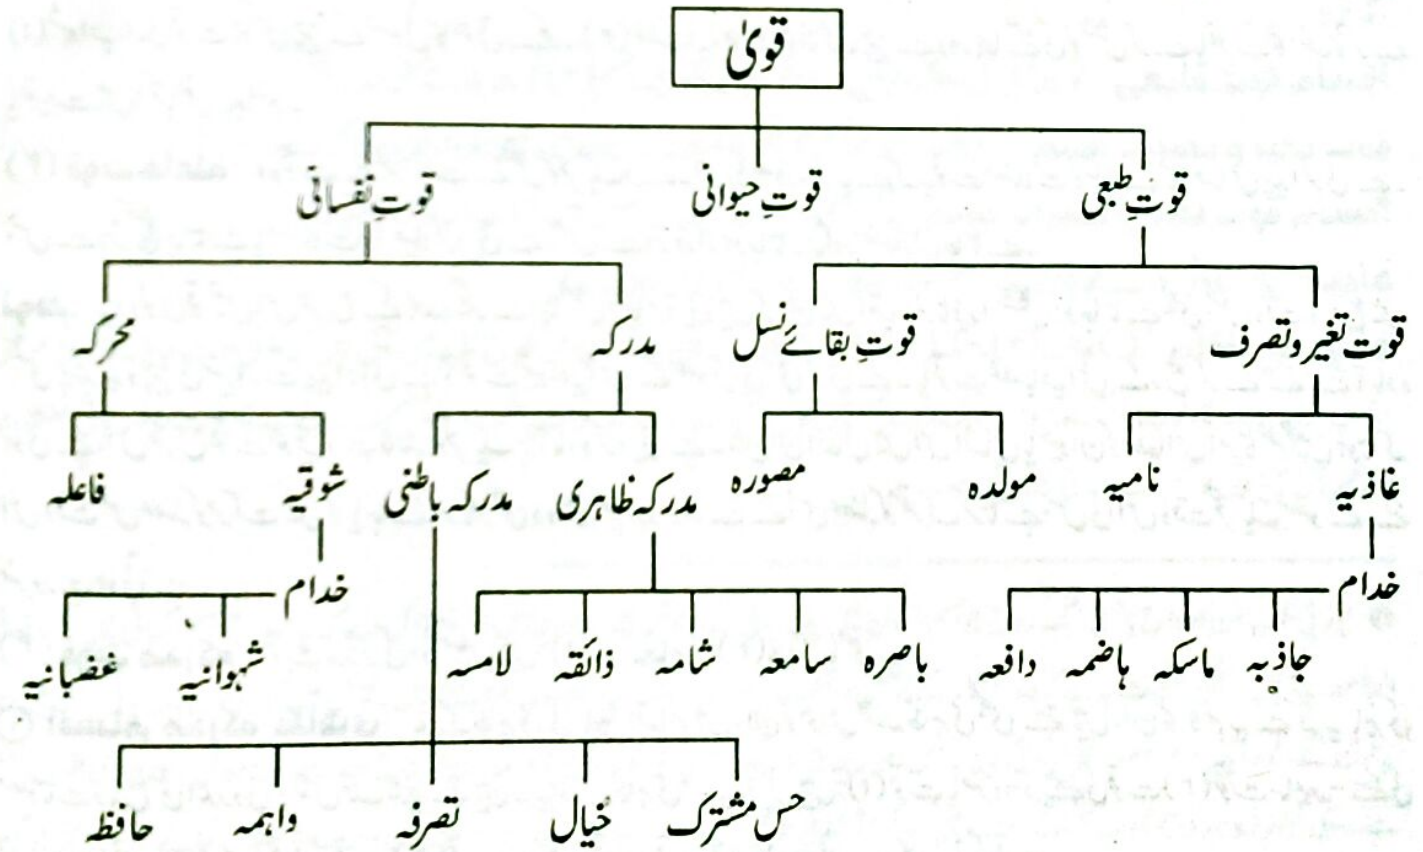 قویٰ
قوتِ طبعی قوتِ حیوانی قوتِ نفسانی
قوت تغیر و تصرف قوتِ بقائے نسل مدرکہ محرکہ
غاذیہ نامیہ مولدہ مصورہ مدرکہ ظاہری مدرکہ باطنی شوقیہ فاعلہ
خدام خدام
جاذبہ ماسکہ ہاضمہ دافعہ باصرہ سامعہ شامہ ذائقہ لامسہ شہوانیہ غضبانیہ
حس مشترک خیال تصرفہ واہمہ حافظہ